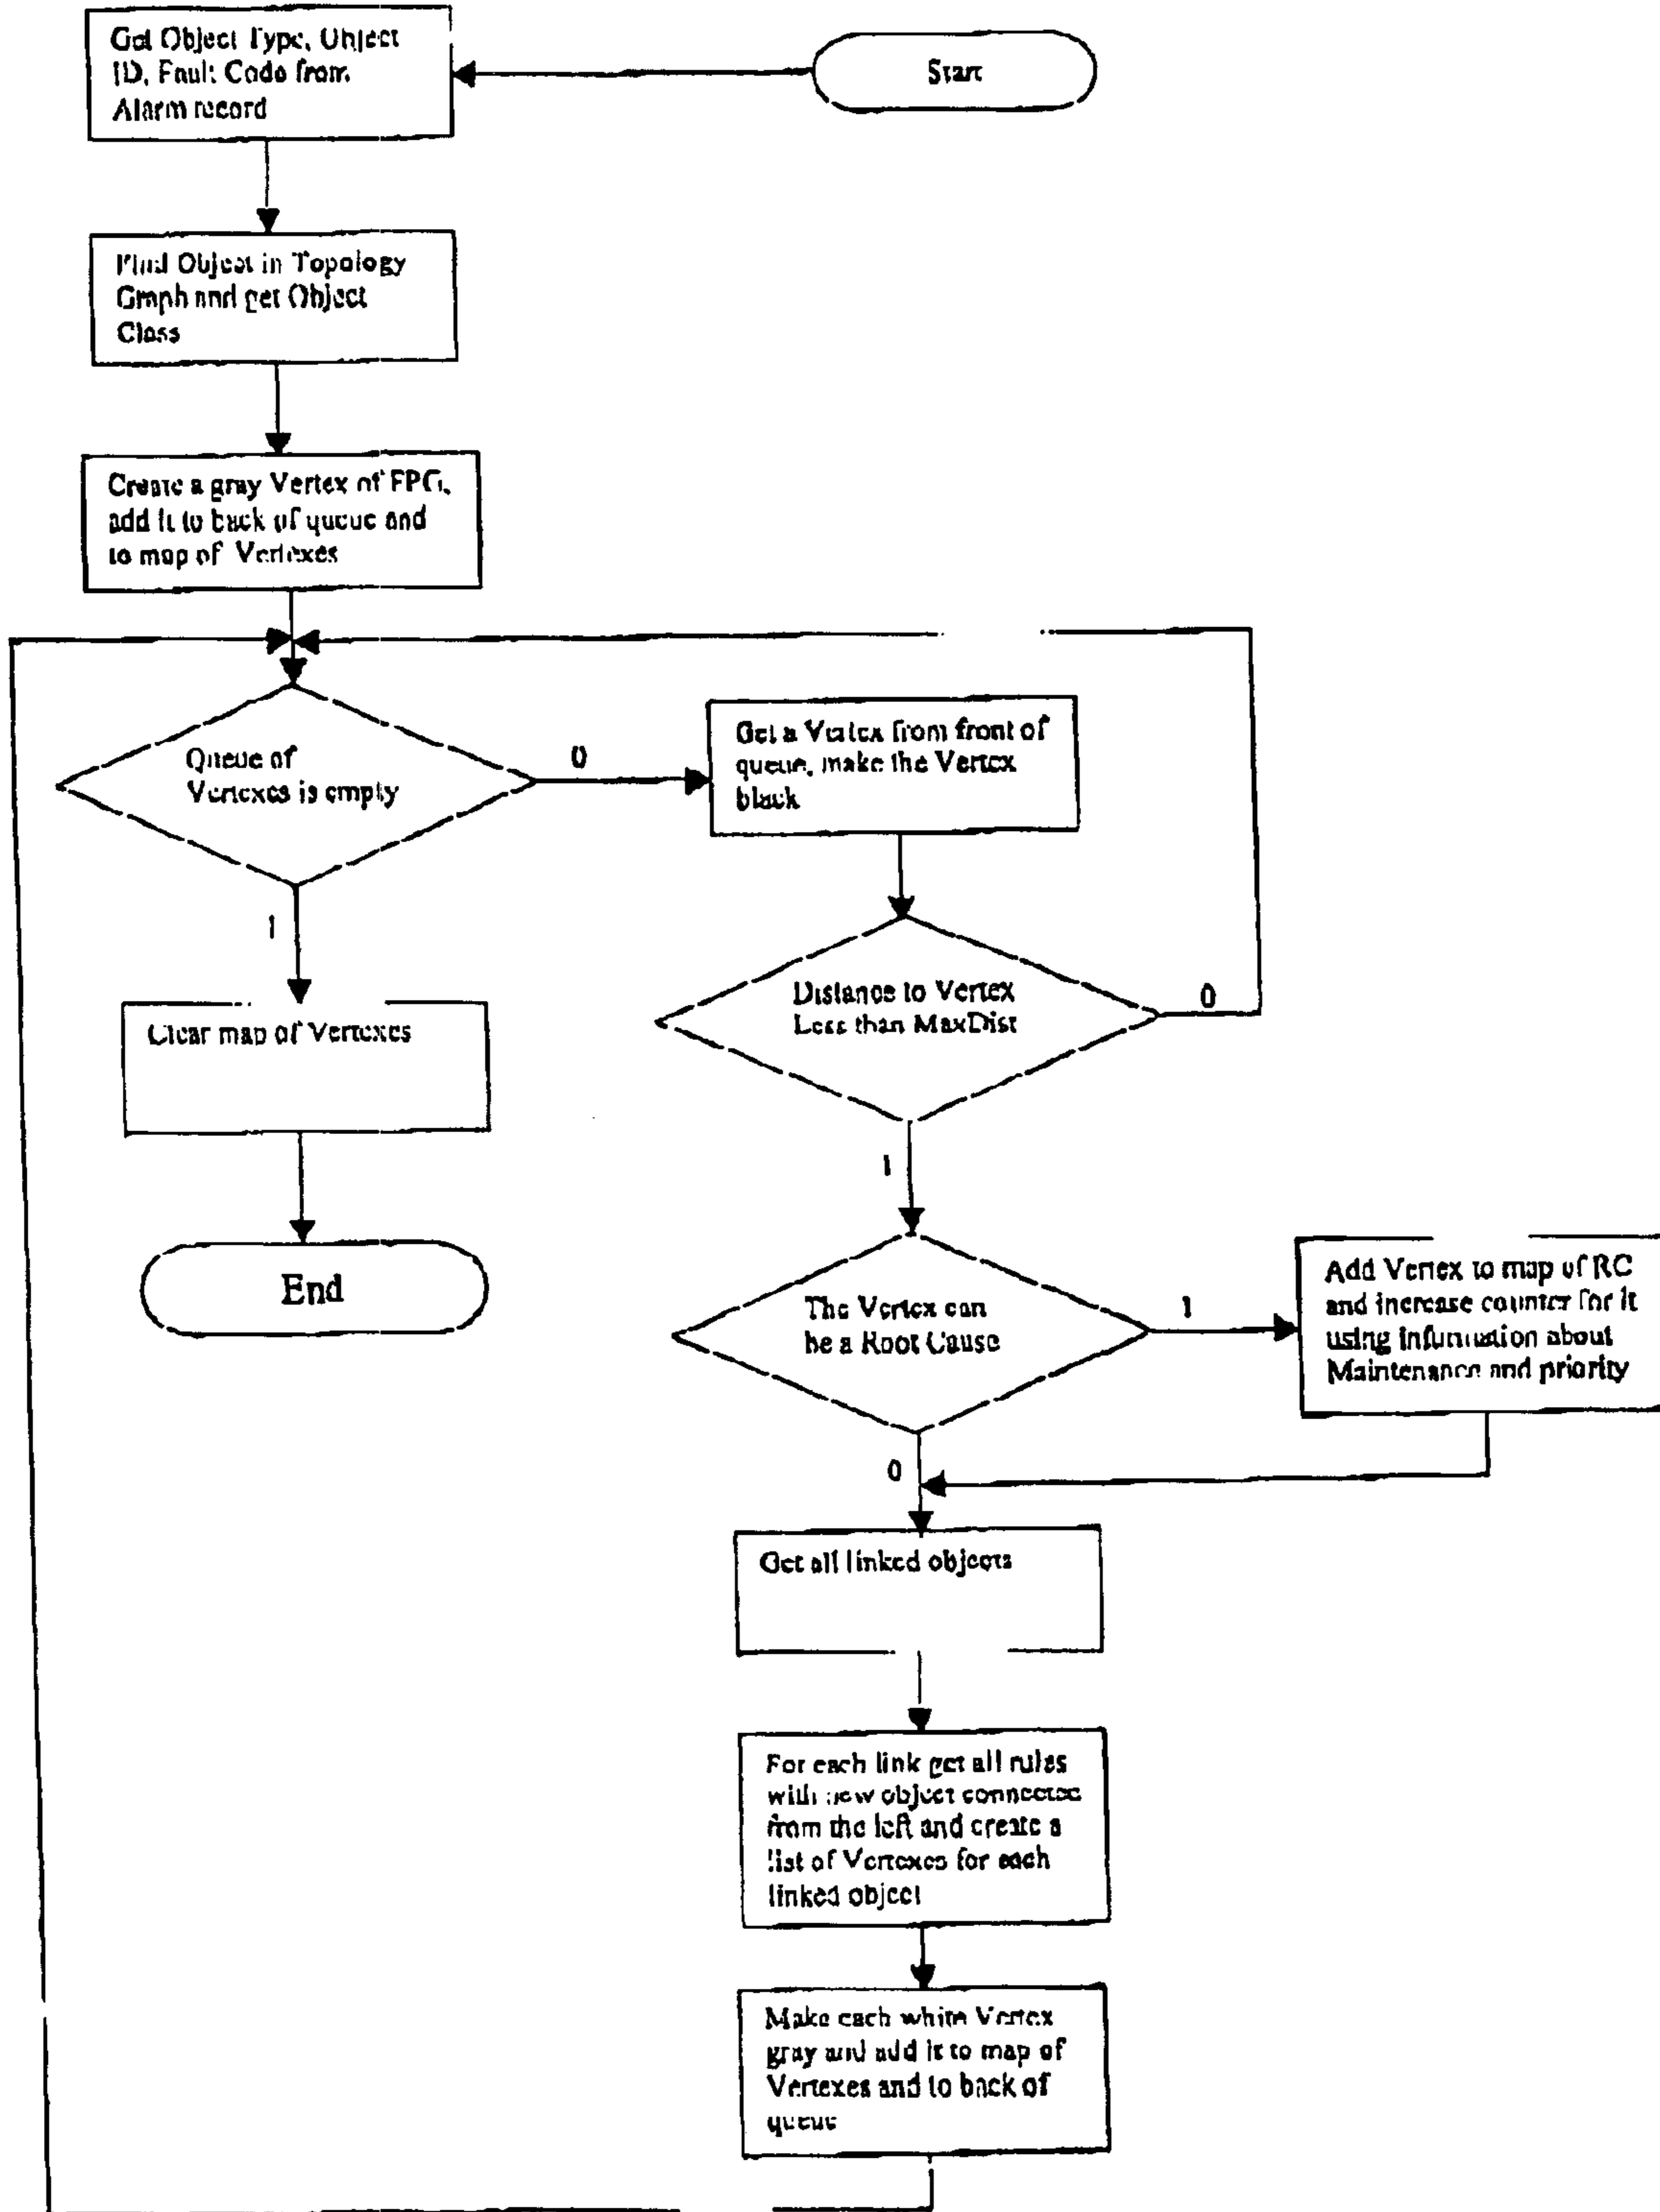 Start
Get Object Type, Object
ID, Fault Code from
Alarm record
Find Object in Topology
Graph and get Object
Class
Create a gray Vertex of FPG,
add it to back of queue and
to map of Vertexes
Queue of
Vertexes is empty
0
1
Get a Vertex from front of
queue, make the Vertex
black
Distance to Vertex
Less than MaxDist
0
1
Clear map of Vertexes
End
The Vertex can
be a Root Cause
1
0
Add Vertex to map of RC
and increase counter for it
using information about
Maintenance and priority
Get all linked objects
For each link get all rules
with new object connected
from the left and create a
list of Vertexes for each
linked object
Make each white Vertex
gray and add it to map of
Vertexes and to back of
queue